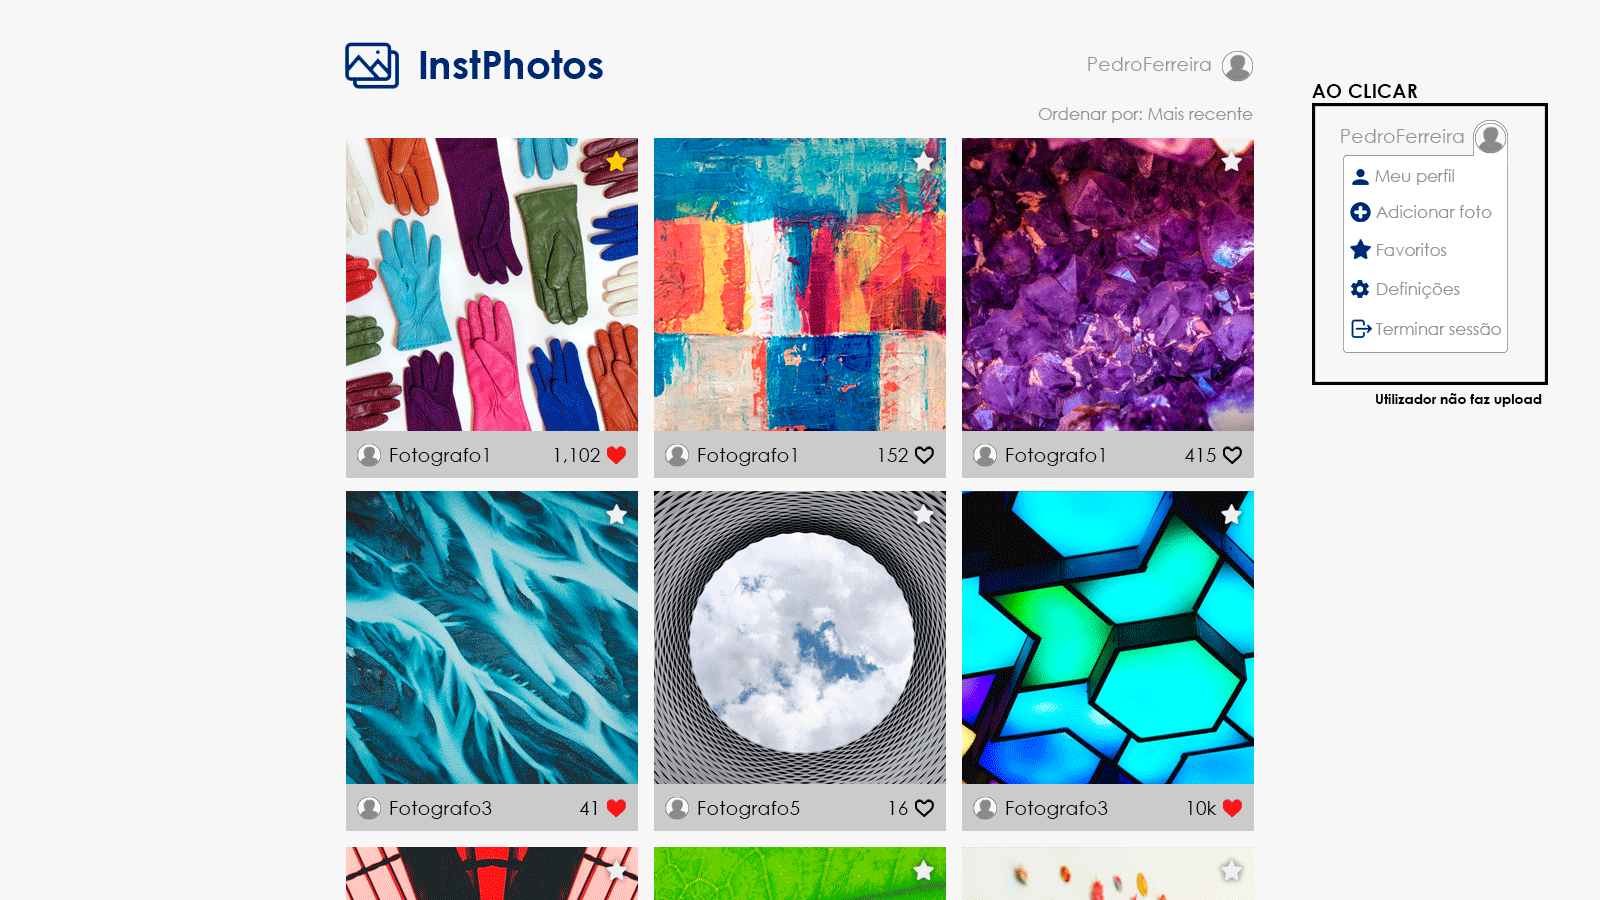 InstPhotos
PedroFerreira
Ordenar por: Mais recente
AO CLICAR
PedroFerreira
Meu perfil
Adicionar foto
Favoritos
Definições
Terminar sessão
Utilizador não faz upload
Fotografo1 1,102
Fotografo1 152
Fotografo1 415
Fotografo3 41
Fotografo5 16
Fotografo3 10k